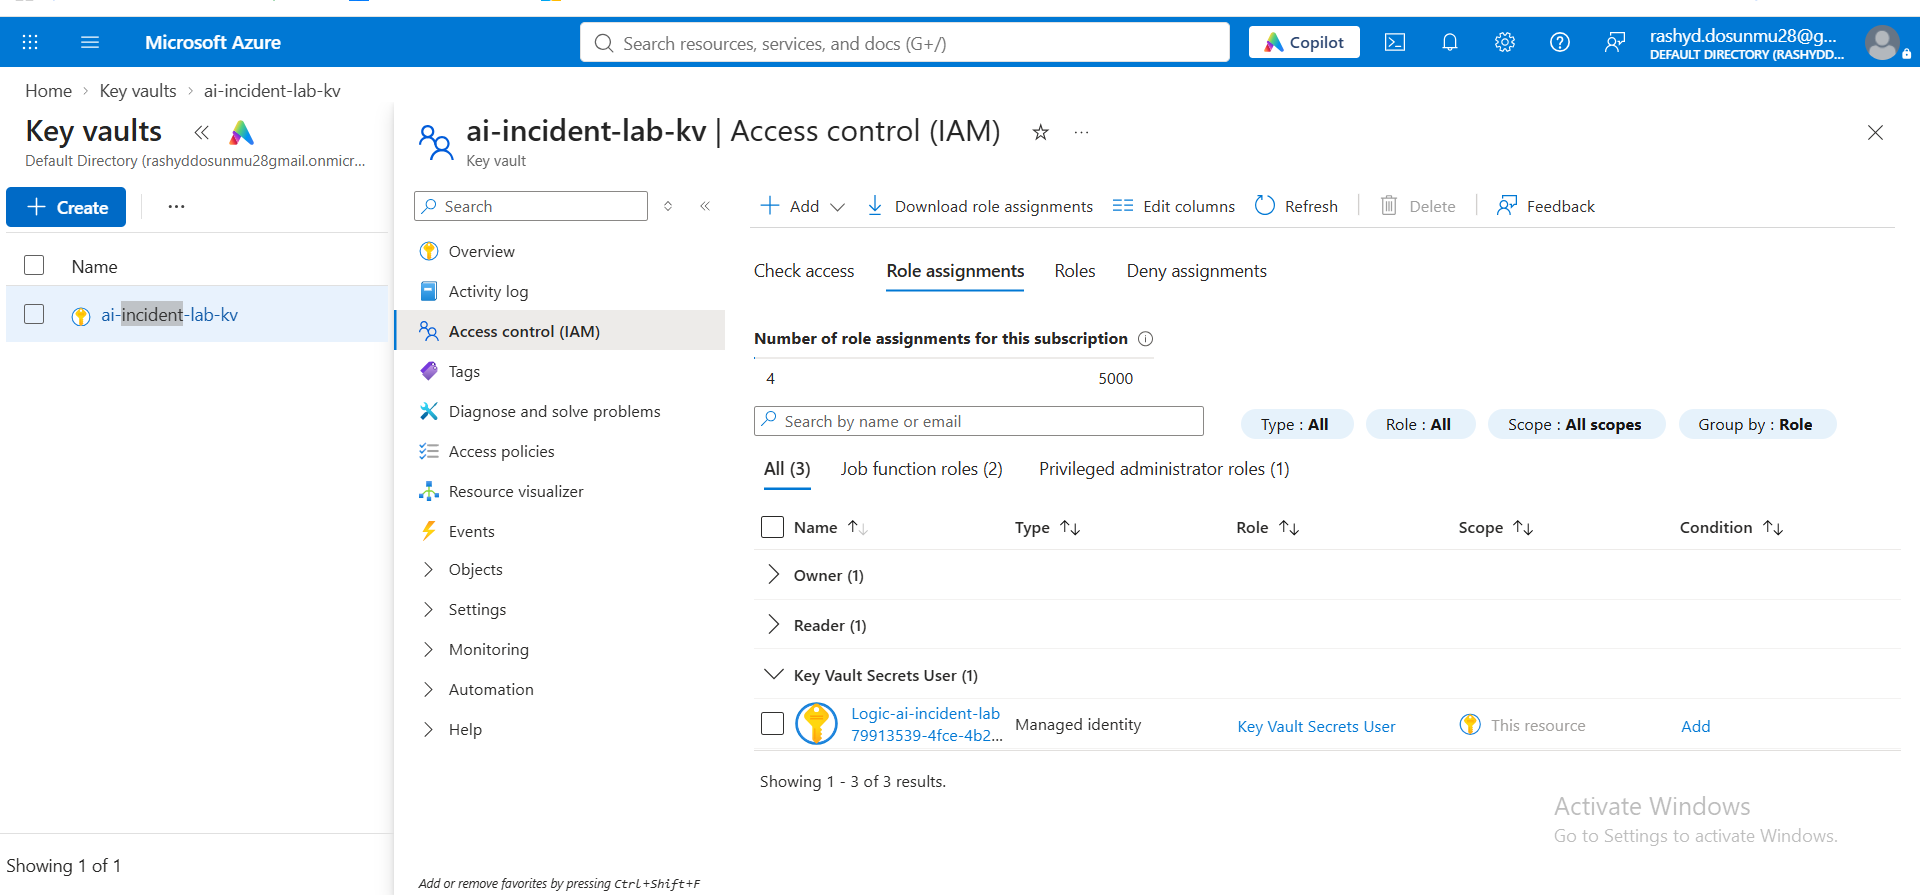 Microsoft Azure
Search resources, services, and docs (G+/)
Copilot
rashyd.dosunmu28@g...
DEFAULT DIRECTORY (RASHYDD...
Home > Key vaults > ai-incident-lab-kv
Key vaults
Default Directory (rashyddosunmu28gmail.onmicr...
Create
Name
ai-incident-lab-kv
Showing 1 of 1
ai-incident-lab-kv | Access control (IAM)
Key vault
Search
Overview
Activity log
Access control (IAM)
Tags
Diagnose and solve problems
Access policies
Resource visualizer
Events
Objects
Settings
Monitoring
Automation
Help
Add or remove favorites by pressing Ctrl+Shift+F
Add
Download role assignments
Edit columns
Refresh
Delete
Feedback
Check access
Role assignments
Roles
Deny assignments
Number of role assignments for this subscription
4 5000
Search by name or email
Type : All
Role : All
Scope : All scopes
Group by : Role
All (3)
Job function roles (2)
Privileged administrator roles (1)
Name Type Role Scope Condition
Owner (1)
Reader (1)
Key Vault Secrets User (1)
Logic-ai-incident-lab
79913539-4fce-4b2...
Managed identity
Key Vault Secrets User
This resource
Add
Showing 1 - 3 of 3 results.
Activate Windows
Go to Settings to activate Windows.